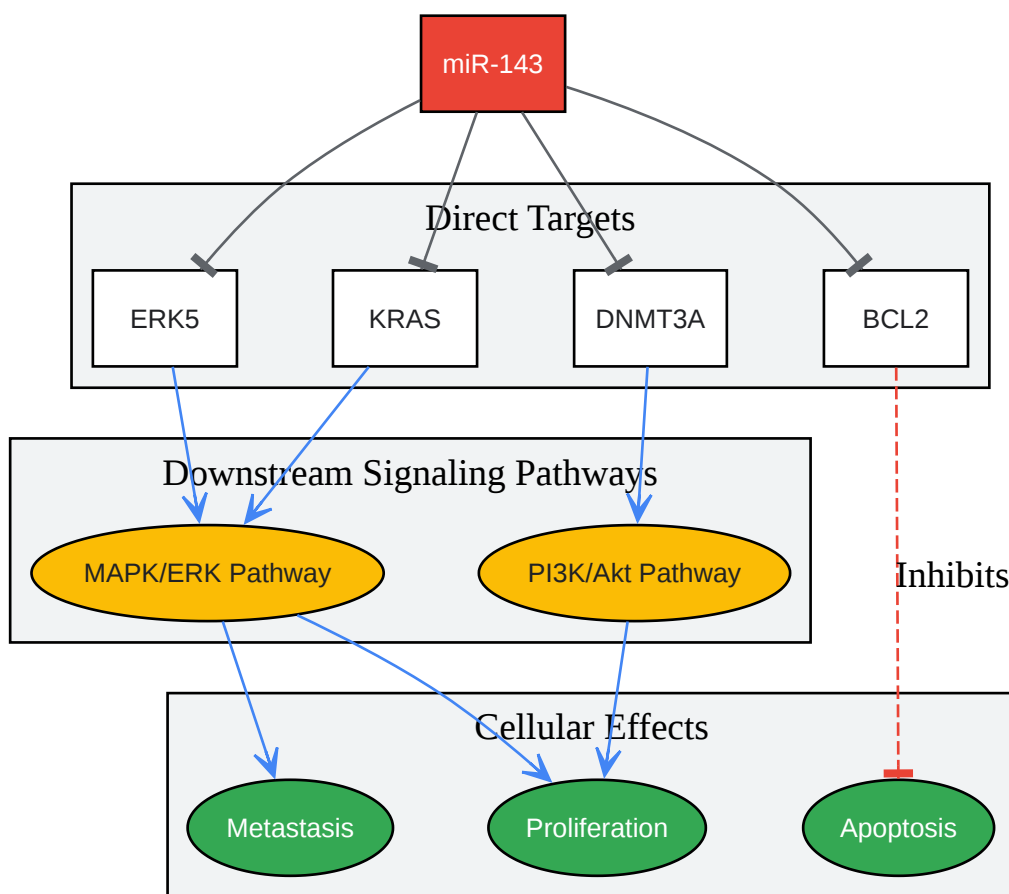 miR-143
Direct Targets
ERK5
KRAS
DNMT3A
BCL2
Downstream Signaling Pathways
MAPK/ERK Pathway
PI3K/Akt Pathway
Inhibits
Cellular Effects
Metastasis
Proliferation
Apoptosis